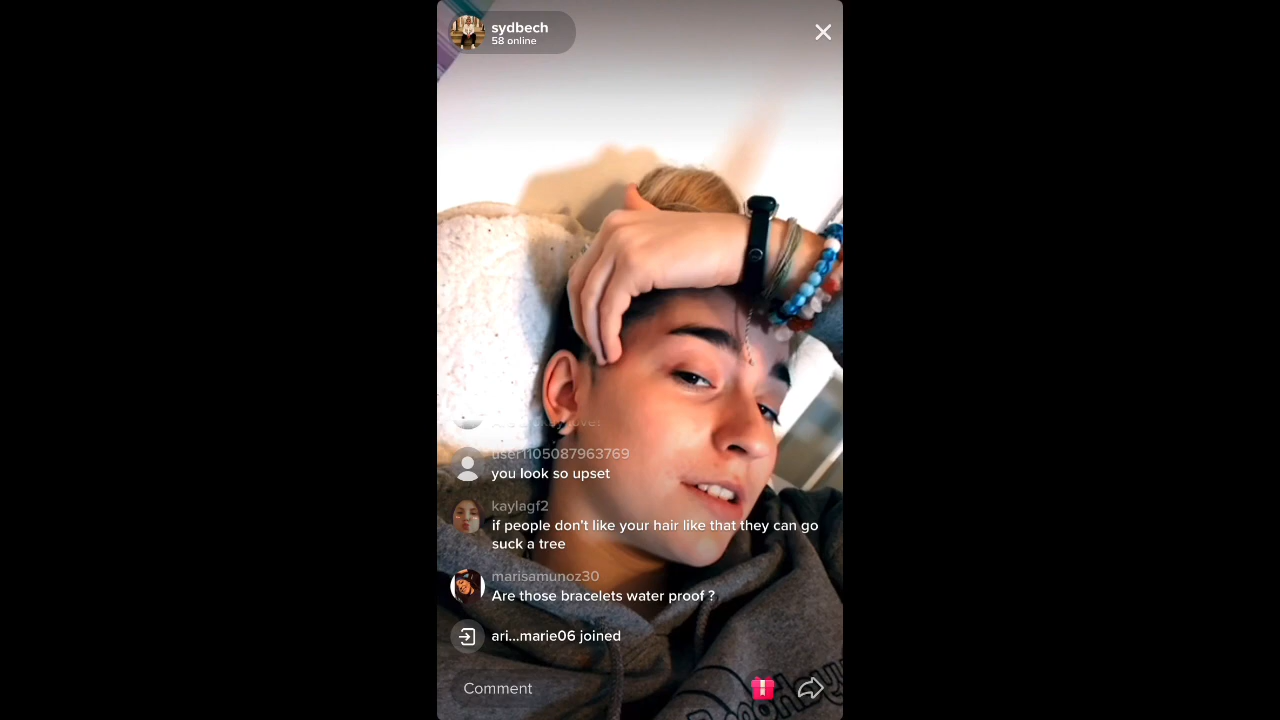 sydbech
58 online
user1105087963769
you look so upset
kaylagf2
if people don't like your hair like that they can go
suck a tree
marisamunoz30
Are those bracelets water proof ?
ari...marie06 joined
Comment